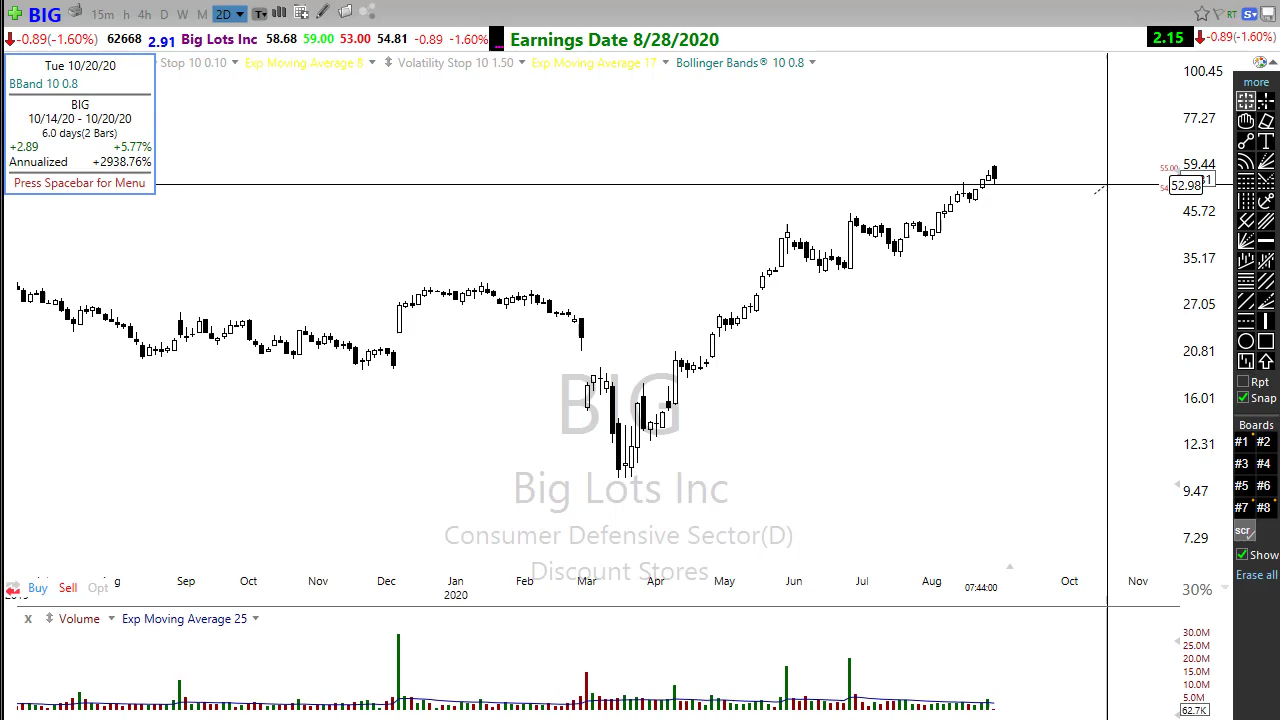 BIG 15m h 4h D W M 2D T RT S
-0.89(-1.60%) 62668 2.91 Big Lots Inc 58.68 59.00 53.00 54.81 -0.89 -1.60% ... Earnings Date 8/28/2020 2.15 -0.89(-1.60%)
Stop 10 0.10 Exp Moving Average 8 Volatility Stop 10 1.50 Exp Moving Average 17 Bollinger Bands® 10 0.8
Tue 10/20/20
BBand 10 0.8
BIG
10/14/20 - 10/20/20
6.0 days(2 Bars)
+2.89 +5.77%
Annualized +2938.76%
Press Spacebar for Menu
100.45
77.27
59.44
55.00
52.98
45.72
35.17
27.05
20.81
16.01
12.31
9.47
7.29
30%
more
T
Rpt
Snap
Boards
#1 #2
#3 #4
#5 #6
#7 #8
scr
Show
Erase all
BIG
Big Lots Inc
Consumer Defensive Sector(D)
Discount Stores
Sep Oct Nov Dec Jan Feb Mar Apr May Jun Jul Aug Oct Nov
2020
07:44:00
Buy Sell Opt
x Volume Exp Moving Average 25
30.0M
25.0M
20.0M
15.0M
10.0M
5.0M
62.7K